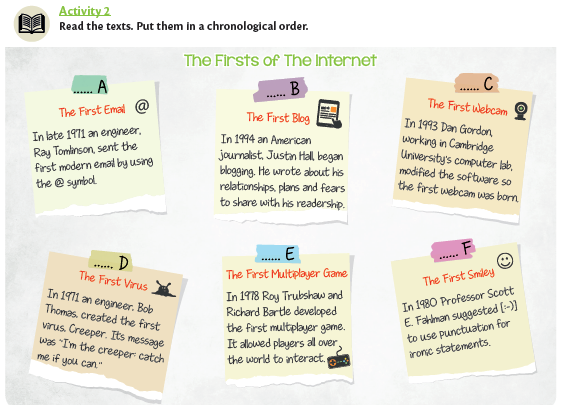 Activity 2
Read the texts. Put them in a chronological order.
The Firsts of The Internet
...... A
The First Email @
In late 1971 an engineer,
Ray Tomlinson, sent the
first modern email by using
the @ symbol.
...... B
The First Blog
In 1994 an American
journalist, Justin Hall, began
blogging. He wrote about his
relationships, plans and fears
to share with his readership.
...... C
The First Webcam
In 1993 Dan Gordon,
working in Cambridge
University's computer lab,
modified the software so
the first webcam was born.
...... D
The First Virus
In 1971 an engineer, Bob
Thomas, created the first
virus, Creeper. Its message
was "I'm the creeper: catch
me if you can."
...... E
The First Multiplayer Game
In 1978 Roy Trubshaw and
Richard Bartle developed
the first multiplayer game.
It allowed players all over
the world to interact.
...... F
The First Smiley
In 1980 Professor Scott
E. Fahlman suggested [:-)]
to use punctuation for
ironic statements.